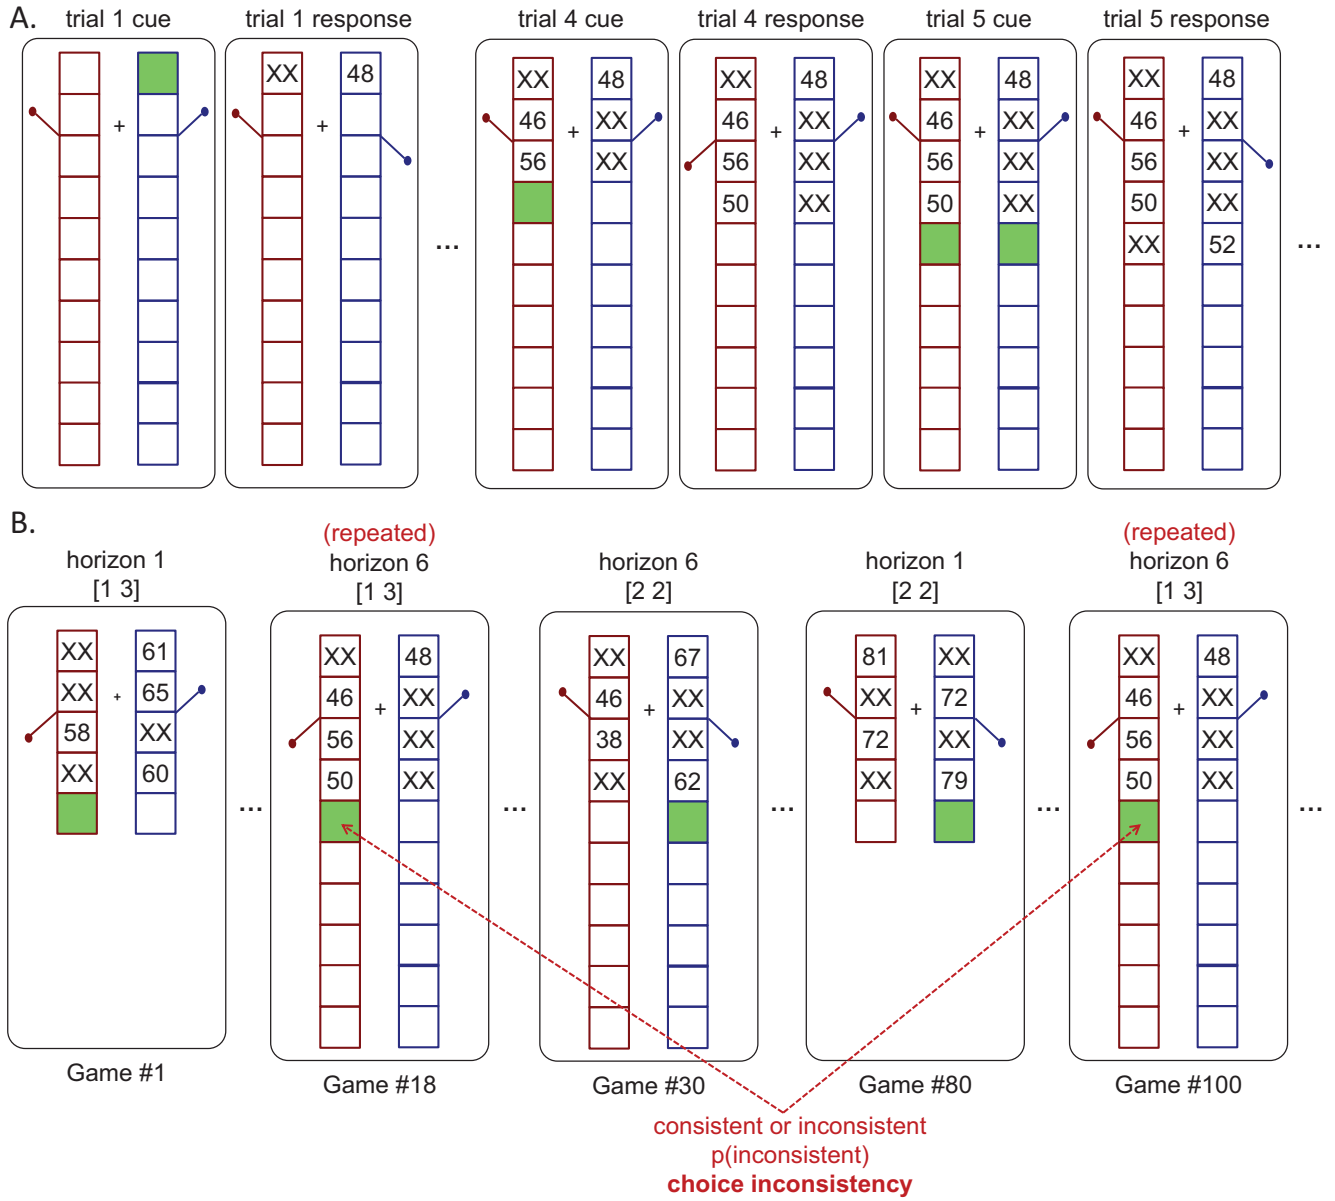 A.
trial 1 cue
trial 1 response
trial 4 cue
trial 4 response
trial 5 cue
trial 5 response
+
XX 48
+
...
XX 48
46 XX
56 XX
+
XX 48
46 XX
56 XX
50 XX
+
XX 48
46 XX
56 XX
50 XX
+
XX 48
46 XX
56 XX
50 XX
XX 52
+
...
B.
horizon 1
[1 3]
XX 61
XX 65
58 XX
XX 60
+
Game #1
...
(repeated)
horizon 6
[1 3]
XX 48
46 XX
56 XX
50 XX
+
Game #18
...
horizon 6
[2 2]
XX 67
46 XX
38 XX
XX 62
+
Game #30
...
horizon 1
[2 2]
81 XX
XX 72
72 XX
XX 79
+
Game #80
...
(repeated)
horizon 6
[1 3]
XX 48
46 XX
56 XX
50 XX
+
Game #100
...
consistent or inconsistent
p(inconsistent)
choice inconsistency